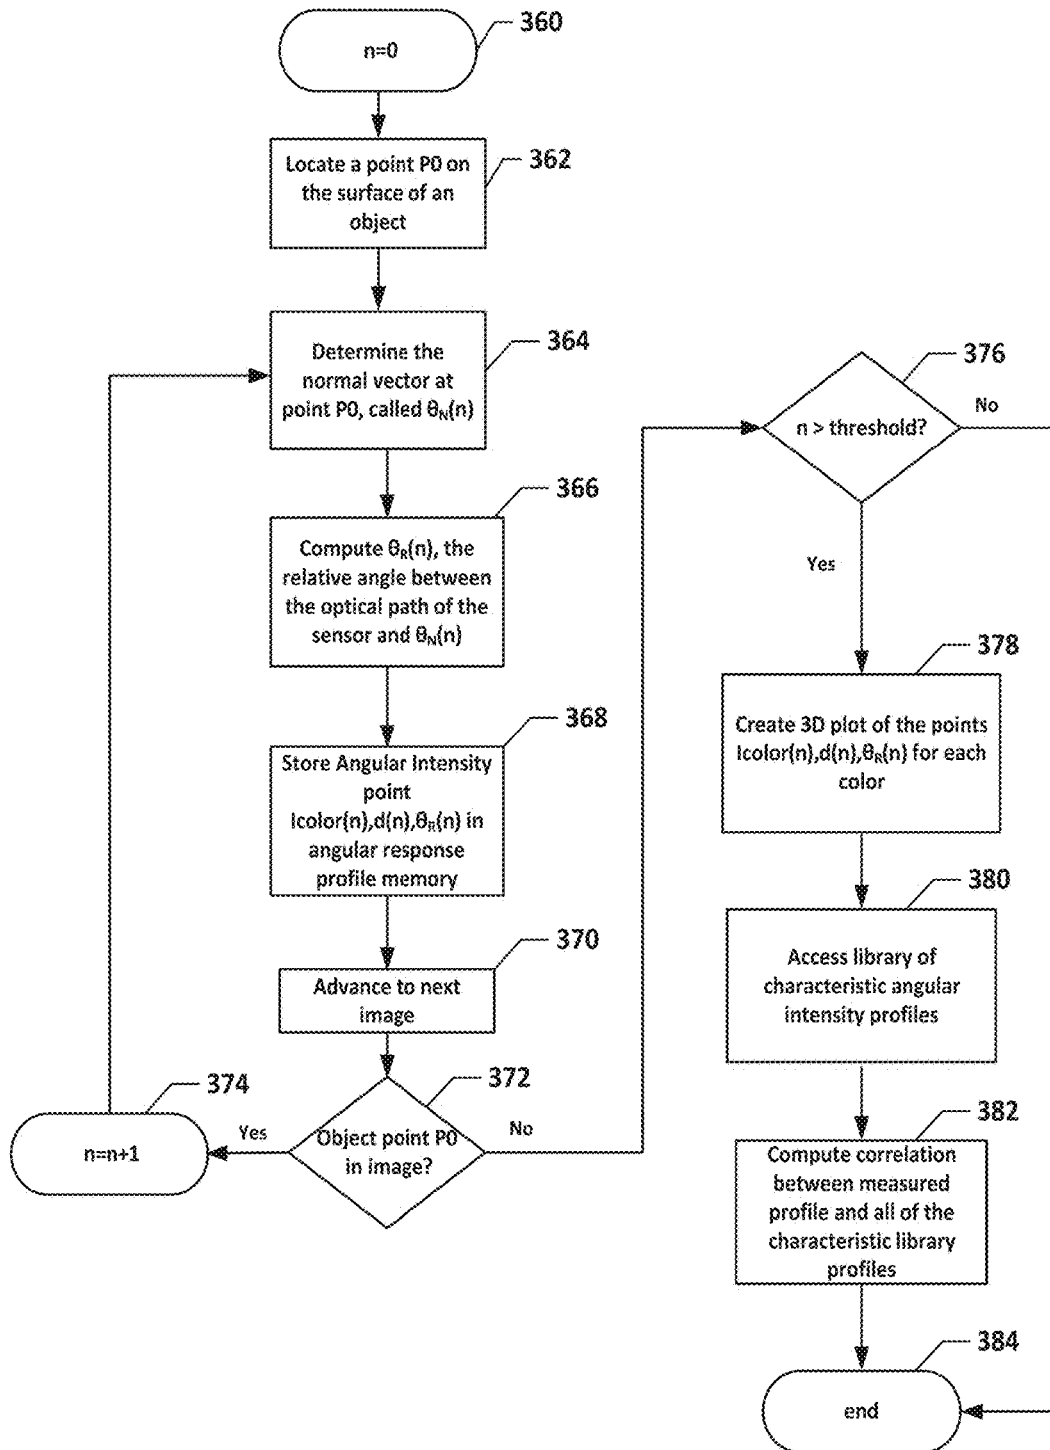 n=0
360
Locate a point P0 on
the surface of an
object
362
Determine the
normal vector at
point P0, called θN(n)
364
Compute θR(n), the
relative angle between
the optical path of the
sensor and θN(n)
366
Store Angular Intensity
point
Icolor(n),d(n),θR(n) in
angular response
profile memory
368
Advance to next
image
370
Object point P0
in image?
372
Yes
No
n=n+1
374
n > threshold?
376
No
Yes
Create 3D plot of the points
Icolor(n),d(n),θR(n) for each
color
378
Access library of
characteristic angular
intensity profiles
380
Compute correlation
between measured
profile and all of the
characteristic library
profiles
382
end
384